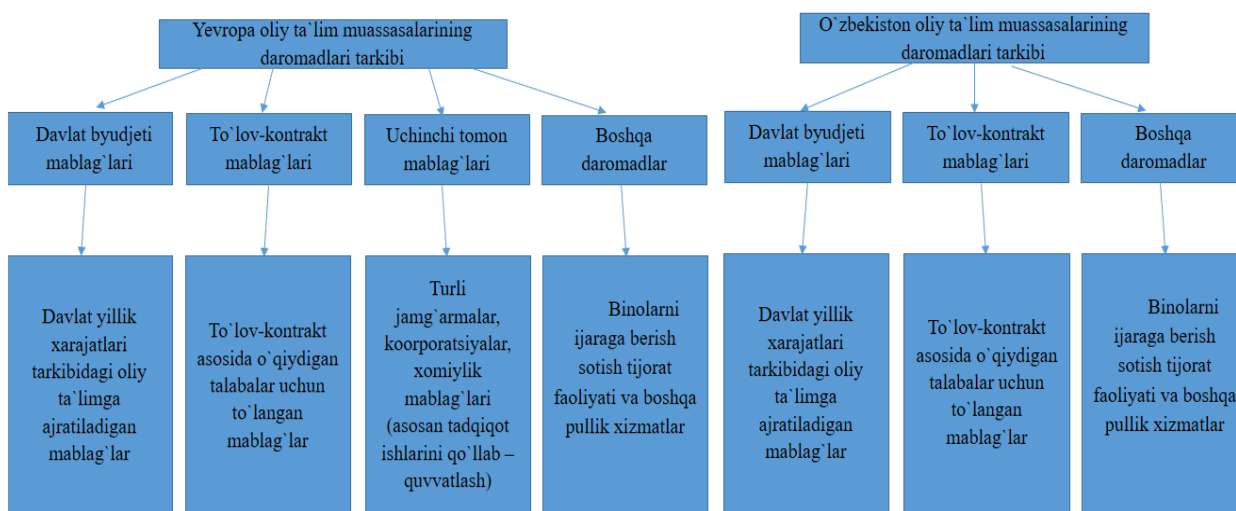 Yevropa oliy ta`lim muassasalarining
daromadlari tarkibi
Davlat byudjeti
mablag`lari
To`lov-kontrakt
mablag`lari
Uchinchi tomon
mablag`lari
Boshqa
daromadlar
Davlat yillik
xarajatlari
tarkibidagi oliy
ta`limga
ajratiladigan
mablag`lar
To`lov-kontrakt
asosida o`qiydigan
talabalar uchun
to`langan
mablag`lar
Turli
jamg`armalar,
koorporatsiyalar,
xomiylik
mablag`lari
(asosan tadqiqot
ishlarini qo`llab –
quvvatlash)
Binolarni
ijaraga berish
sotish tijorat
faoliyati va boshqa
pullik xizmatlar
O`zbekiston oliy ta`lim muassasalarining
daromadlari tarkibi
Davlat byudjeti
mablag`lari
To`lov-kontrakt
mablag`lari
Boshqa
daromadlar
Davlat yillik
xarajatlari
tarkibidagi oliy
ta`limga
ajratiladigan
mablag`lar
To`lov-kontrakt
asosida o`qiydigan
talabalar uchun
to`langan
mablag`lar
Binolarni
ijaraga berish
sotish tijorat
faoliyati va boshqa
pullik xizmatlar